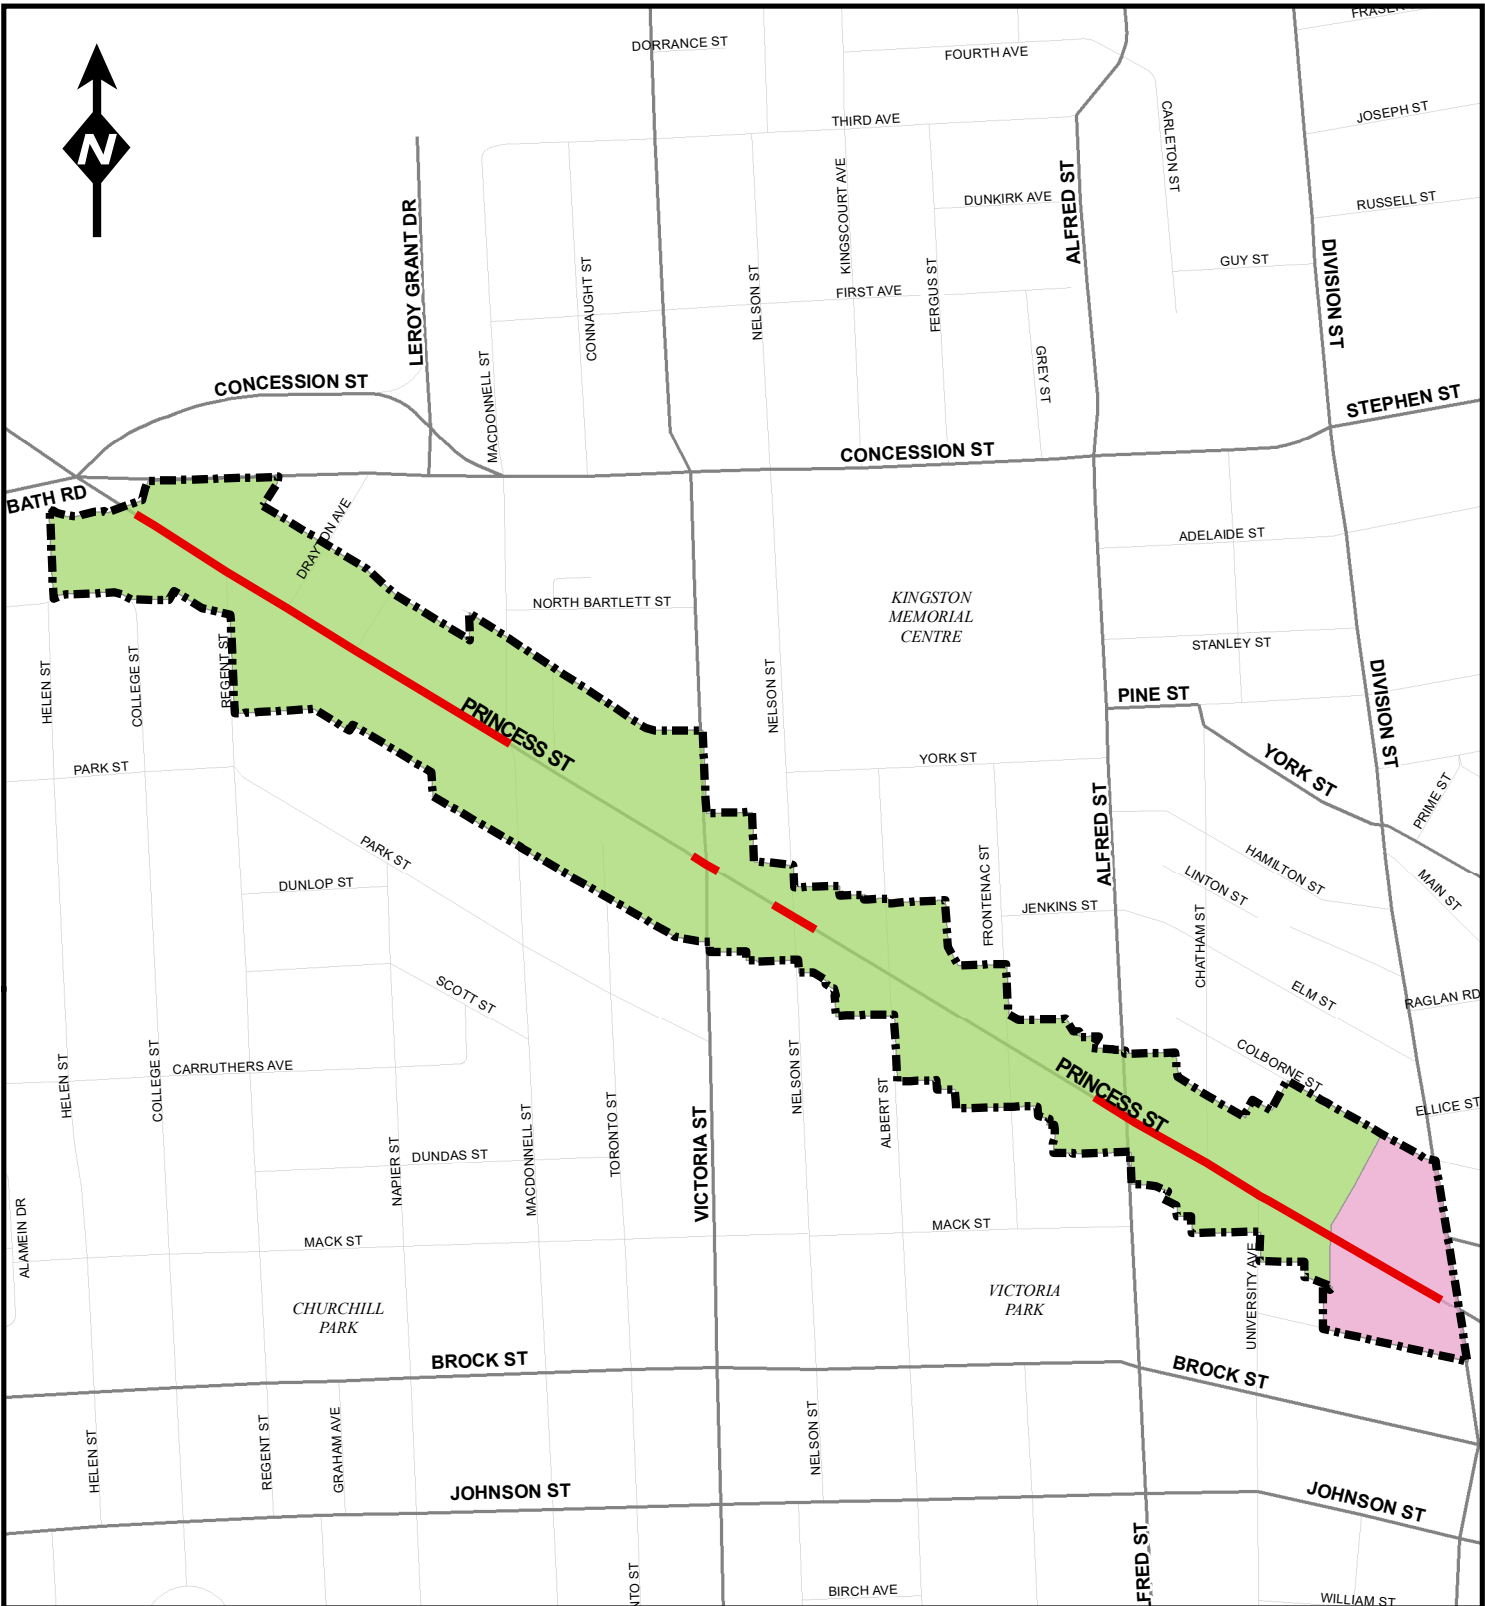 FRASER
DORRANCE ST
FOURTH AVE
CARLETON ST
JOSEPH ST
THIRD AVE
N
KINGSCOURT AVE
ALFRED ST
DUNKIRK AVE
RUSSELL ST
LEROY GRANT DR
CONNAUGHT ST
NELSON ST
FERGUS ST
GUY ST
DIVISION ST
FIRST AVE
MACDONNELL ST
GREY ST
CONCESSION ST
STEPHEN ST
CONCESSION ST
BATH RD
DRAYTON AVE
ADELAIDE ST
NORTH BARTLETT ST
KINGSTON
MEMORIAL
CENTRE
STANLEY ST
HELEN ST
COLLEGE ST
REGENT ST
NELSON ST
PINE ST
DIVISION ST
PRINCESS ST
PARK ST
YORK ST
YORK ST
PRIME ST
ALFRED ST
PARK ST
HAMILTON ST
DUNLOP ST
LINTON ST
MAIN ST
FRONTENAC ST
JENKINS ST
CHATHAM ST
SCOTT ST
ELM ST
RAGLAN RD
HELEN ST
COLLEGE ST
CARRUTHERS AVE
NELSON ST
COLBORNE ST
PRINCESS ST
ALBERT ST
ELLICE ST
TORONTO ST
MACDONNELL ST
NAPIER ST
DUNDAS ST
VICTORIA ST
ALAMEIN DR
MACK ST
MACK ST
UNIVERSITY AVE
CHURCHILL
PARK
VICTORIA
PARK
BROCK ST
BROCK ST
HELEN ST
REGENT ST
GRAHAM AVE
NELSON ST
JOHNSON ST
JOHNSON ST
NTO ST
BIRCH AVE
LFRED ST
WILLIAM ST